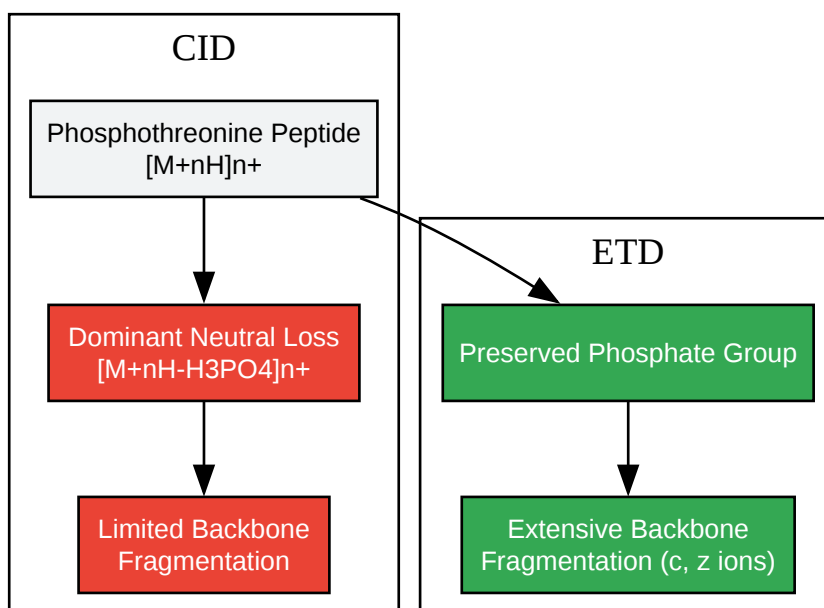 CID
Phosphothreonine Peptide
[M+nH]n+
Dominant Neutral Loss
[M+nH-H3PO4]n+
Limited Backbone
Fragmentation
ETD
Preserved Phosphate Group
Extensive Backbone
Fragmentation (c, z ions)